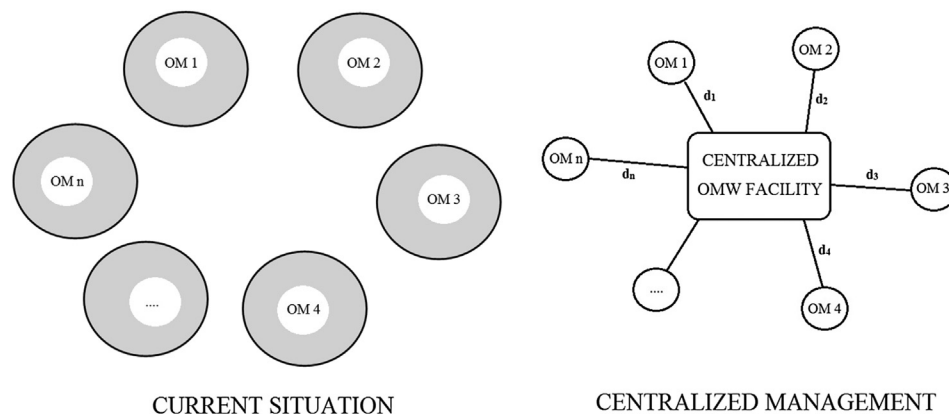 OM 1
OM 2
OM n
OM 3
....
OM 4
CURRENT SITUATION
OM 1
OM 2
d1
d2
OM n
dn
CENTRALIZED
OMW FACILITY
d3
OM 3
d4
....
OM 4
CENTRALIZED MANAGEMENT